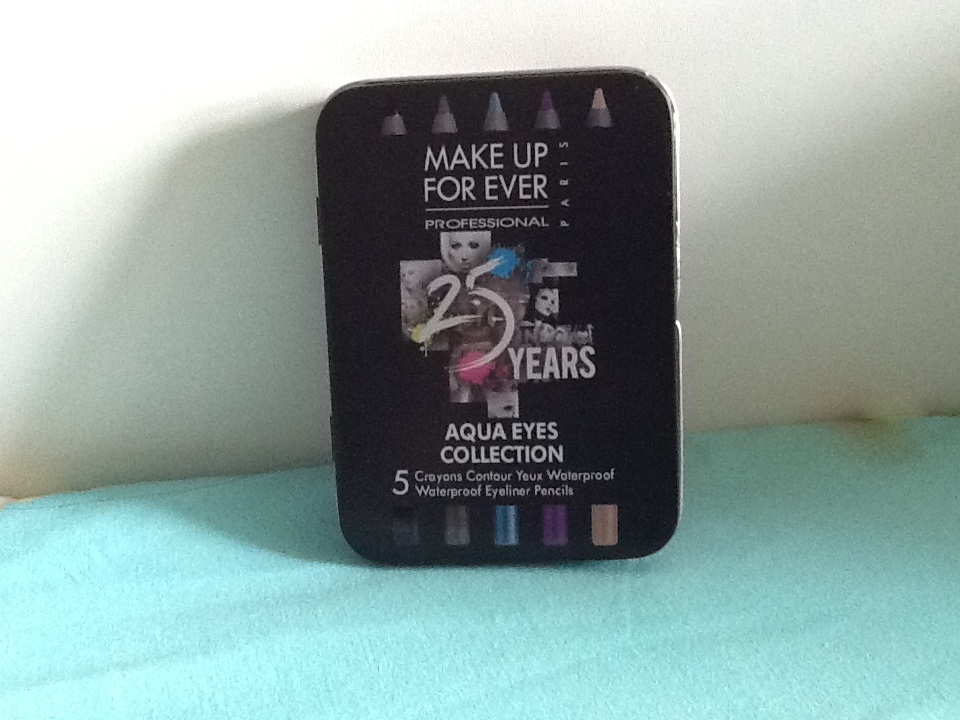 MAKE UP
FOR EVER
PARIS
PROFESSIONAL
25
YEARS
AQUA EYES
COLLECTION
5 Crayons Contour Yeux Waterproof
Waterproof Eyeliner Pencils